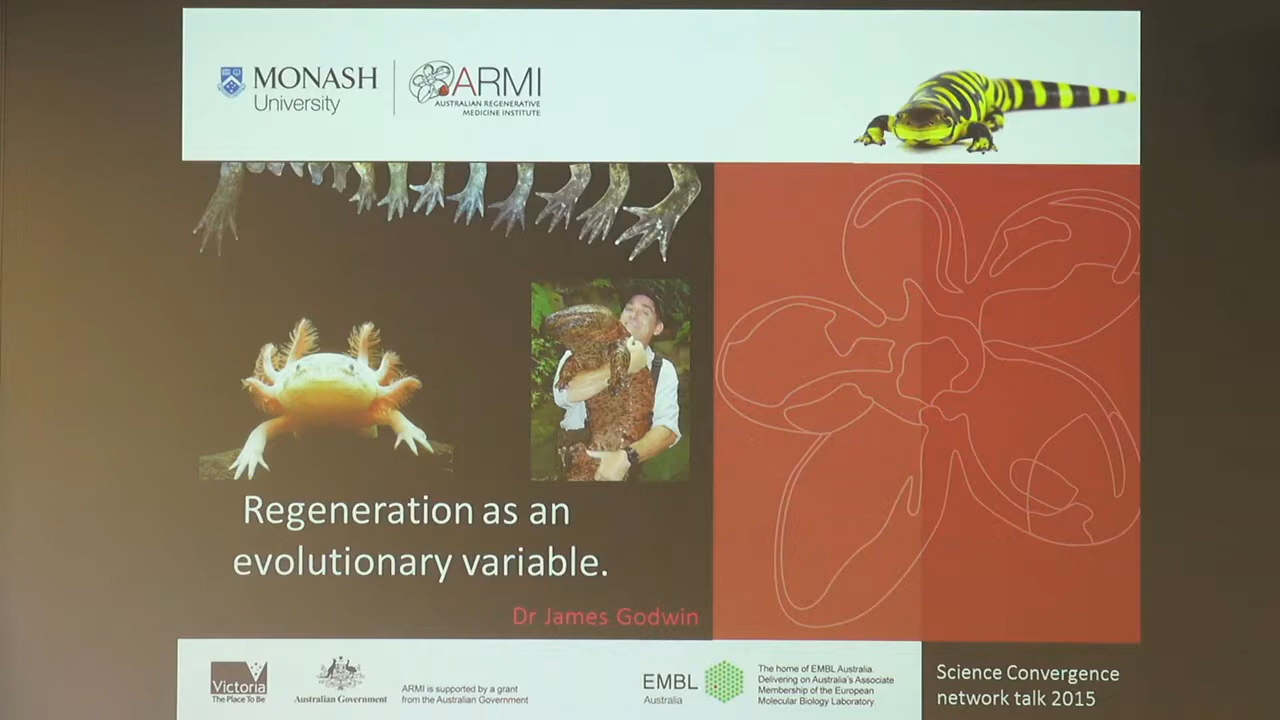 MONASH
University
ARMI
AUSTRALIAN REGENERATIVE
MEDICINE INSTITUTE
Regeneration as an
evolutionary variable.
Dr James Godwin
Victoria
The Place To Be
Australian Government
ARMI is supported by a grant
from the Australian Government
EMBL
Australia
The home of EMBL Australia.
Delivering on Australia's Associate
Membership of the European
Molecular Biology Laboratory
Science Convergence
network talk 2015